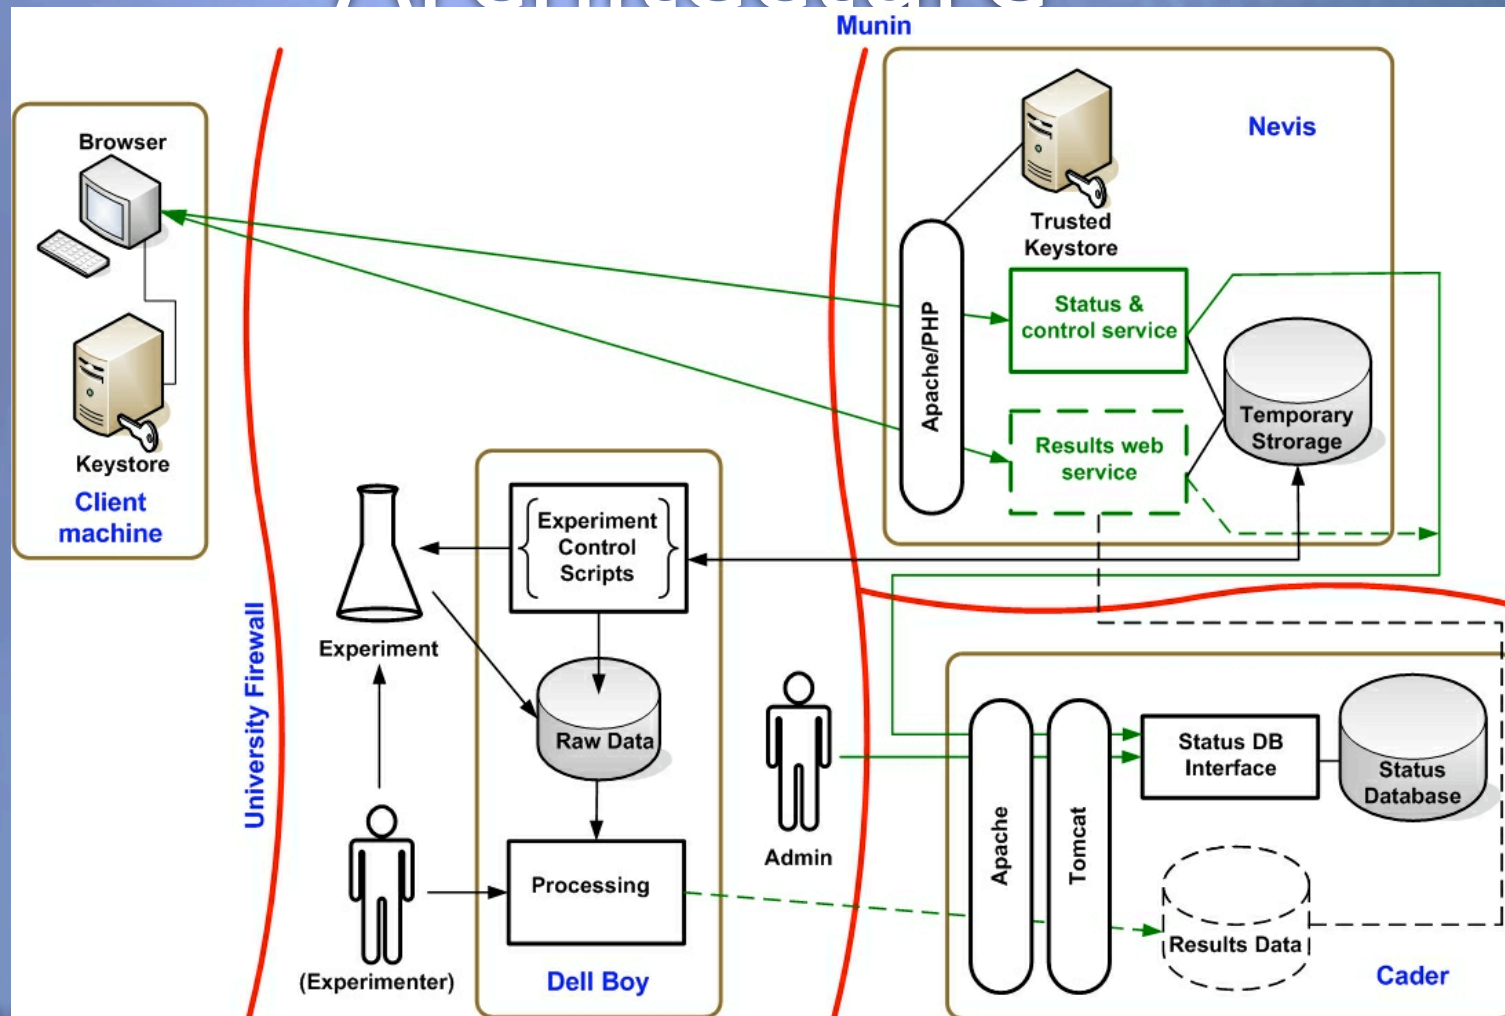 Architecture
Munin
Browser
Keystore
Client
machine
University Firewall
Nevis
Trusted
Keystore
Apache/PHP
Status &
control service
Results web
service
Temporary
Strorage
Experiment
Control
Scripts
Experiment
Raw Data
Processing
(Experimenter)
Dell Boy
Admin
Apache
Tomcat
Status DB
Interface
Status
Database
Results Data
Cader